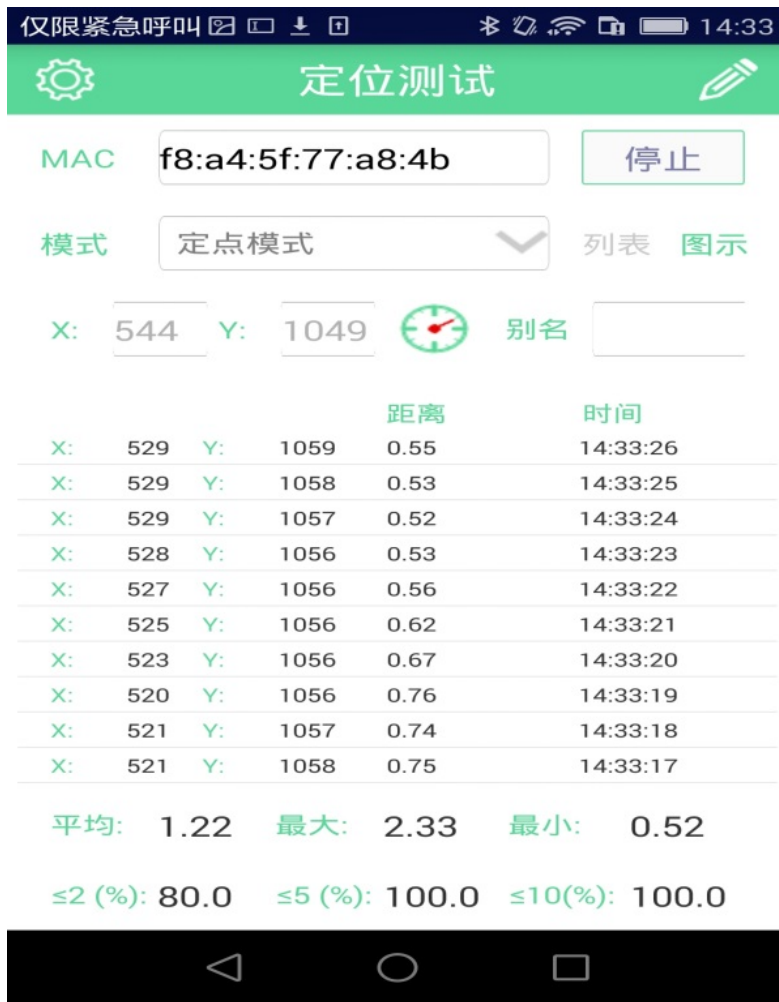 仅限紧急呼叫 14:33
定位测试
MAC f8:a4:5f:77:a8:4b 停止
模式 定点模式 列表 图示
X: 544 Y: 1049 别名
距离 时间
X: 529 Y: 1059 0.55 14:33:26
X: 529 Y: 1058 0.53 14:33:25
X: 529 Y: 1057 0.52 14:33:24
X: 528 Y: 1056 0.53 14:33:23
X: 527 Y: 1056 0.56 14:33:22
X: 525 Y: 1056 0.62 14:33:21
X: 523 Y: 1056 0.67 14:33:20
X: 520 Y: 1056 0.76 14:33:19
X: 521 Y: 1057 0.74 14:33:18
X: 521 Y: 1058 0.75 14:33:17
平均: 1.22 最大: 2.33 最小: 0.52
≤2 (%): 80.0 ≤5 (%): 100.0 ≤10(%): 100.0